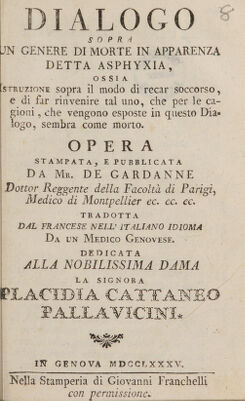 8
DIALOGO
SOPRA
UN GENERE DI MORTE IN APPARENZA
DETTA ASPHYXIA,
OSSIA
ISTRUZIONE sopra il modo di recar soccorso,
e di far rinvenire tal uno, che per le ca-
gioni, che vengono esposte in questo Dia-
logo, sembra come morto.
OPERA
STAMPATA, E PUBBLICATA
DA MR. DE GARDANNE
Dottor Reggente della Facoltà di Parigi,
Medico di Montpellier ec. ec. ec.
TRADOTTA
DAL FRANCESE NELL' ITALIANO IDIOMA
DA UN MEDICO GENOVESE.
DEDICATA
ALLA NOBILISSIMA DAMA
LA SIGNORA
PLACIDIA CATTANEO
PALLAVICINI.
IN GENOVA MDCCLXXXV.
Nella Stamperia di Giovanni Franchelli
con permissione.